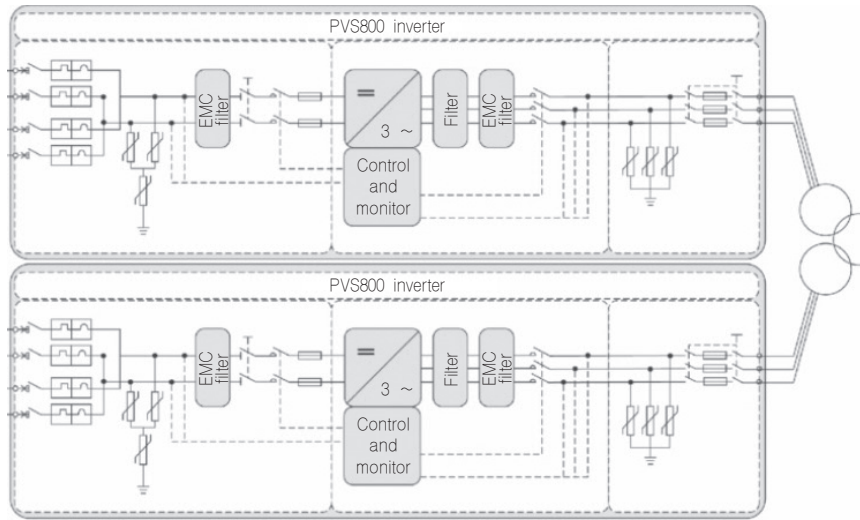 PVS800 inverter
EMC
filter
=
3 ~
Filter
EMC
filter
Control
and
monitor
PVS800 inverter
EMC
filter
=
3 ~
Filter
EMC
filter
Control
and
monitor